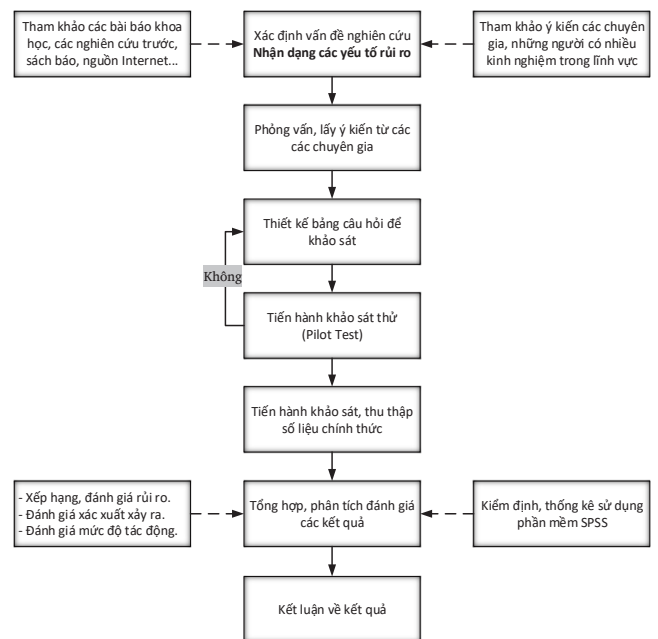 Tham khảo các bài báo khoa
học, các nghiên cứu trước,
sách báo, nguồn Internet...
Xác định vấn đề nghiên cứu
Nhận dạng các yếu tố rủi ro
Tham khảo ý kiến các chuyên
gia, những người có nhiều
kinh nghiệm trong lĩnh vực
Phỏng vấn, lấy ý kiến từ các
các chuyên gia
Thiết kế bảng câu hỏi để
khảo sát
Không
Tiến hành khảo sát thử
(Pilot Test)
Tiến hành khảo sát, thu thập
số liệu chính thức
- Xếp hạng, đánh giá rủi ro.
- Đánh giá xác xuất xảy ra.
- Đánh giá mức độ tác động.
Tổng hợp, phân tích đánh giá
các kết quả
Kiểm định, thống kê sử dụng
phần mềm SPSS
Kết luận về kết quả